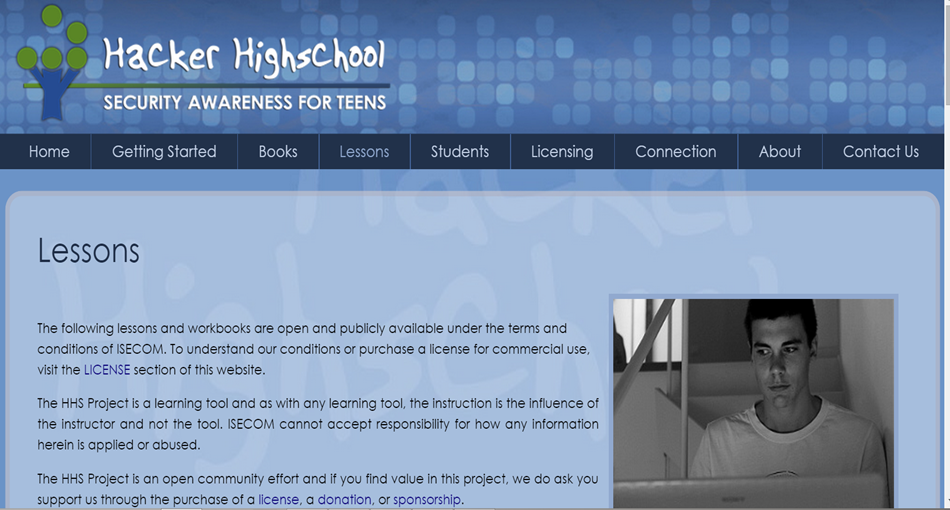 Hacker Highschool
SECURITY AWARENESS FOR TEENS
Home Getting Started Books Lessons Students Licensing Connection About Contact Us
Hacker
Highschool
Lessons
The following lessons and workbooks are open and publicly available under the terms and
conditions of ISECOM. To understand our conditions or purchase a license for commercial use,
visit the LICENSE section of this website.
The HHS Project is a learning tool and as with any learning tool, the instruction is the influence of
the instructor and not the tool. ISECOM cannot accept responsibility for how any information
herein is applied or abused.
The HHS Project is an open community effort and if you find value in this project, we do ask you
support us through the purchase of a license, a donation, or sponsorship.
SONY